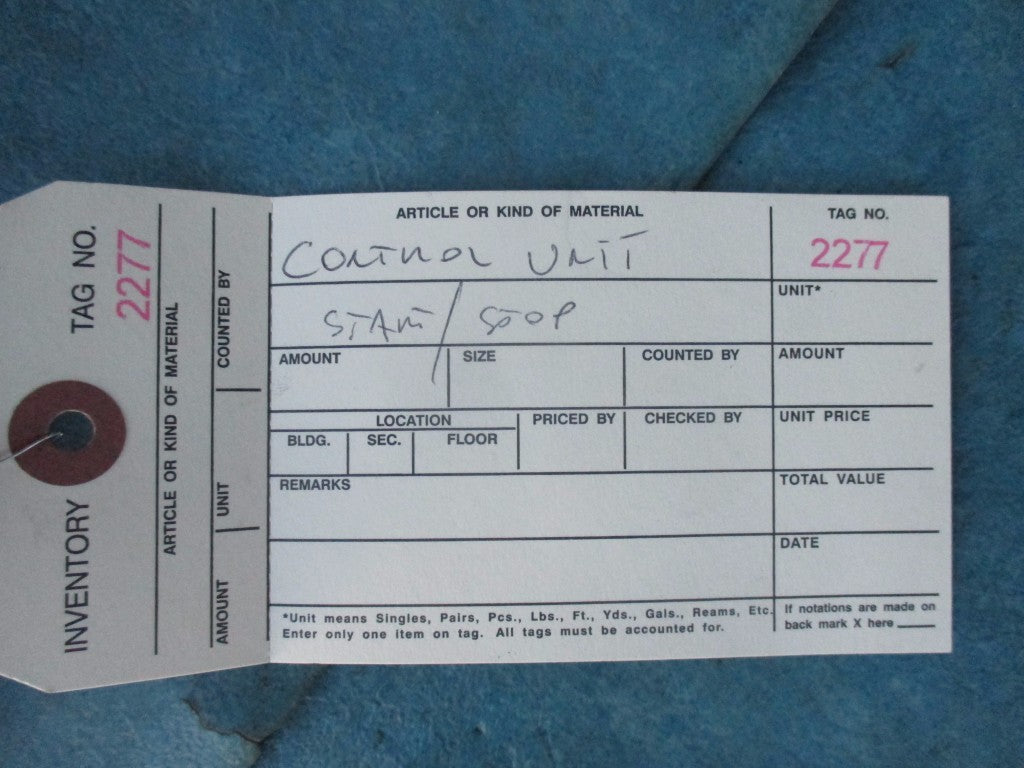 INVENTORY TAG NO. 2277
ARTICLE OR KIND OF MATERIAL
AMOUNT UNIT COUNTED BY
ARTICLE OR KIND OF MATERIAL TAG NO.
CONTROL UNIT 2277
UNIT*
START / STOP
AMOUNT SIZE COUNTED BY AMOUNT
LOCATION PRICED BY CHECKED BY UNIT PRICE
BLDG. SEC. FLOOR
REMARKS TOTAL VALUE
DATE
*Unit means Singles, Pairs, Pcs., Lbs., Ft., Yds., Gals., Reams, Etc.
Enter only one item on tag. All tags must be accounted for.
If notations are made on
back mark X here